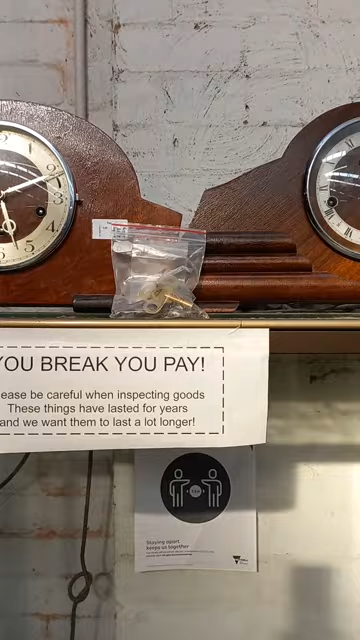 YOU BREAK YOU PAY!
ease be careful when inspecting goods
These things have lasted for years
and we want them to last a lot longer!
Staying apart
keeps us together